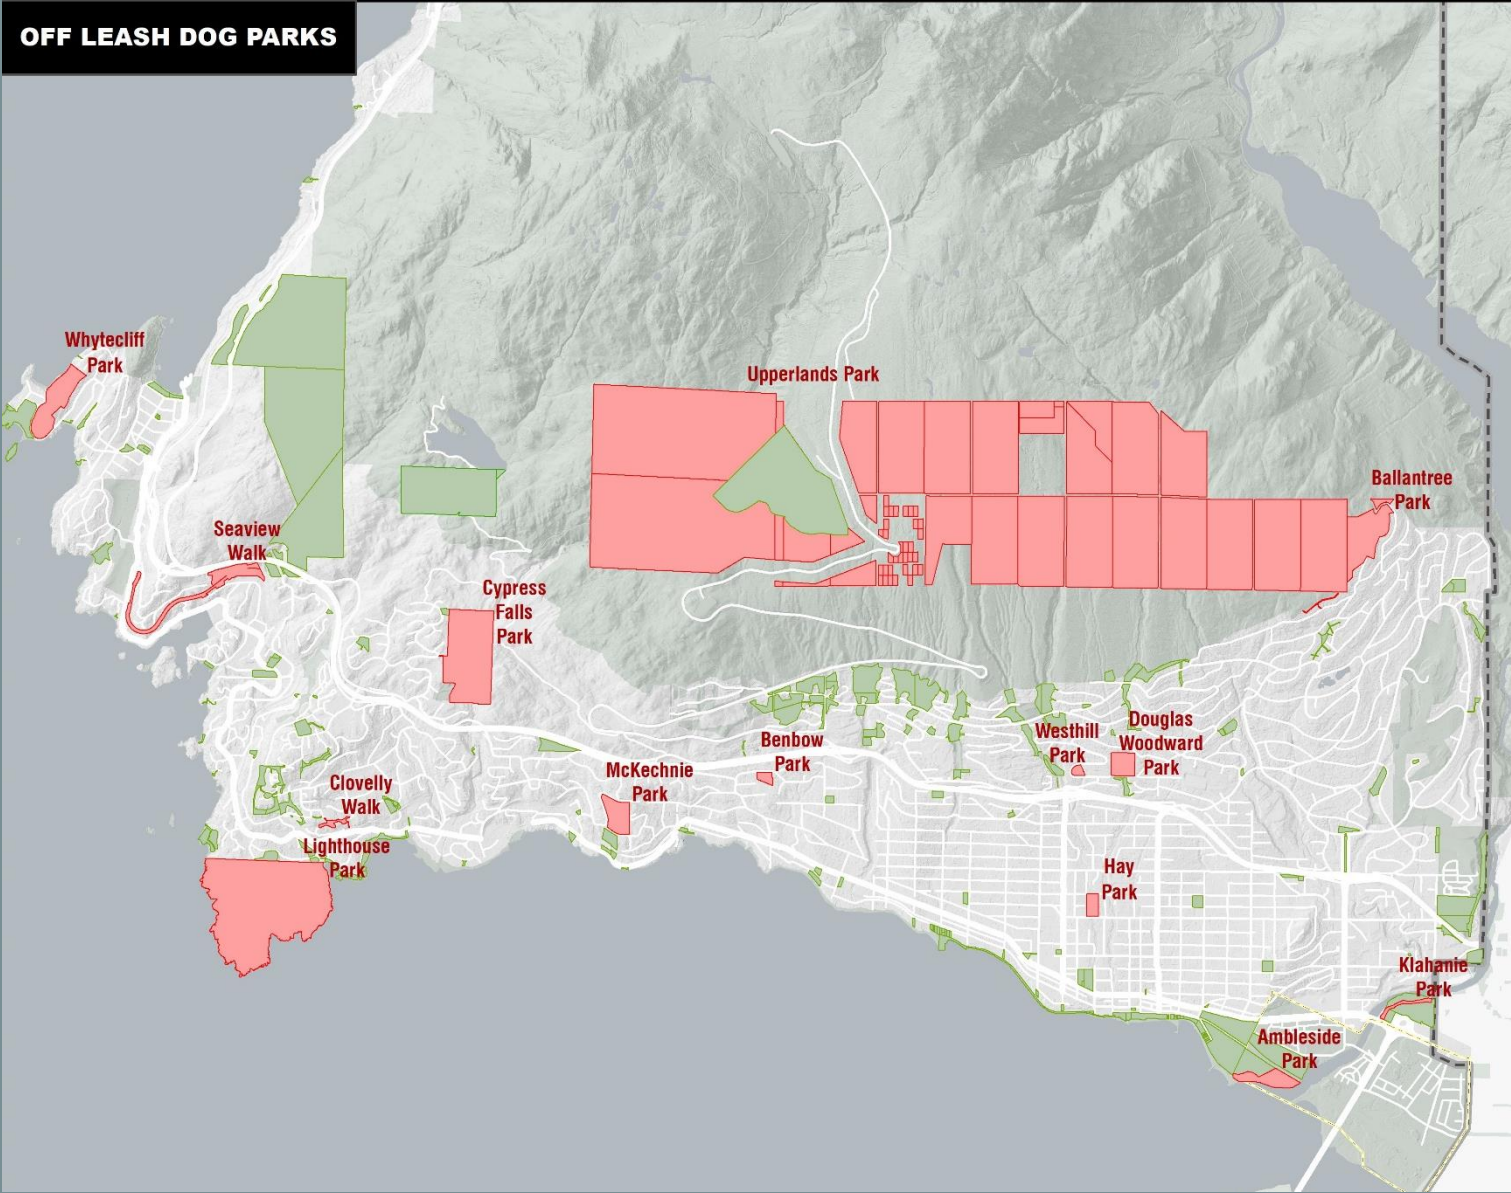 OFF LEASH DOG PARKS
Whytecliff
Park
Upperlands Park
Ballantree
Park
Seaview
Walk
Cypress
Falls
Park
Westhill
Park
Douglas
Woodward
Park
Benbow
Park
McKechnie
Park
Clovelly
Walk
Lighthouse
Park
Hay
Park
Klahanie
Park
Ambleside
Park